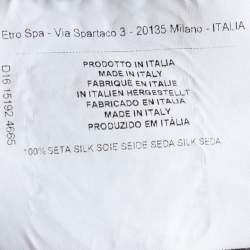 Etro Spa - Via Spartaco 3 - 20135 Milano - ITALIA
PRODOTTO IN ITALIA
MADE IN ITALY
FABRIQUÉ EN ITALIE
IN ITALIEN HERGESTELLT
FABRICADO EN ITALIA
MADE IN ITALY
PRODUZIDO EM ITÁLIA
100% SETA SILK SOIE SEIDE SEDA SILK SEDA
D16 15192 4665